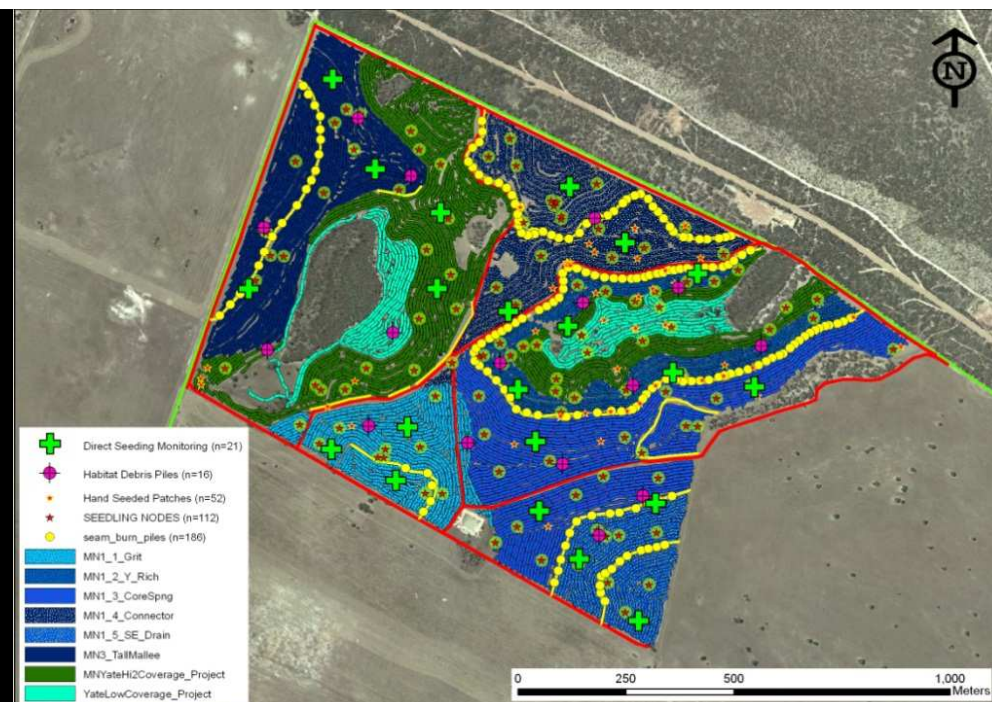 N
Direct Seeding Monitoring (n=21)
Habitat Debris Piles (n=16)
Hand Seeded Patches (n=52)
SEEDLING NODES (n=112)
seam_burn_piles (n=186)
MN1_1_Grit
MN1_2_Y_Rich
MN1_3_CoreSpng
MN1_4_Connector
MN1_5_SE_Drain
MN3_TallMallee
MNYateHi2Coverage_Project
YateLowCoverage_Project
0 250 500 1,000
Meters